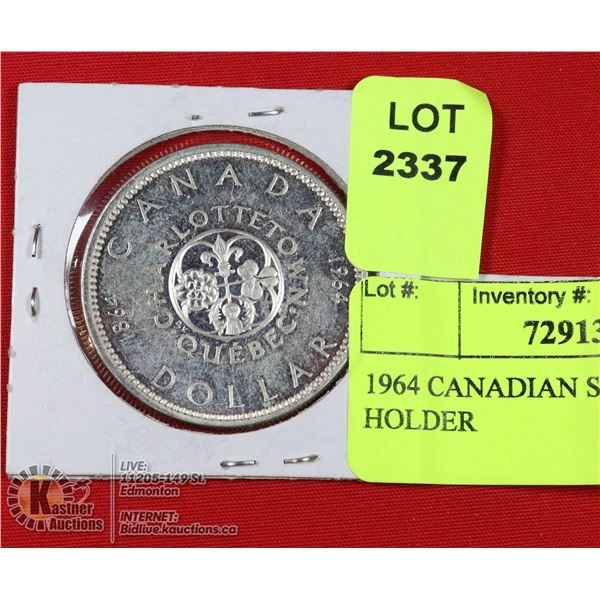 LOT
2337
Lot #:
Inventory #:
72913
1964 CANADIAN S
HOLDER
CANADA
CHARLOTTETOWN
QUEBEC
1864
1964
DOLLAR
Kastner
Auctions
LIVE:
11205-149 St.
Edmonton
INTERNET:
Bidlive.kauctions.ca